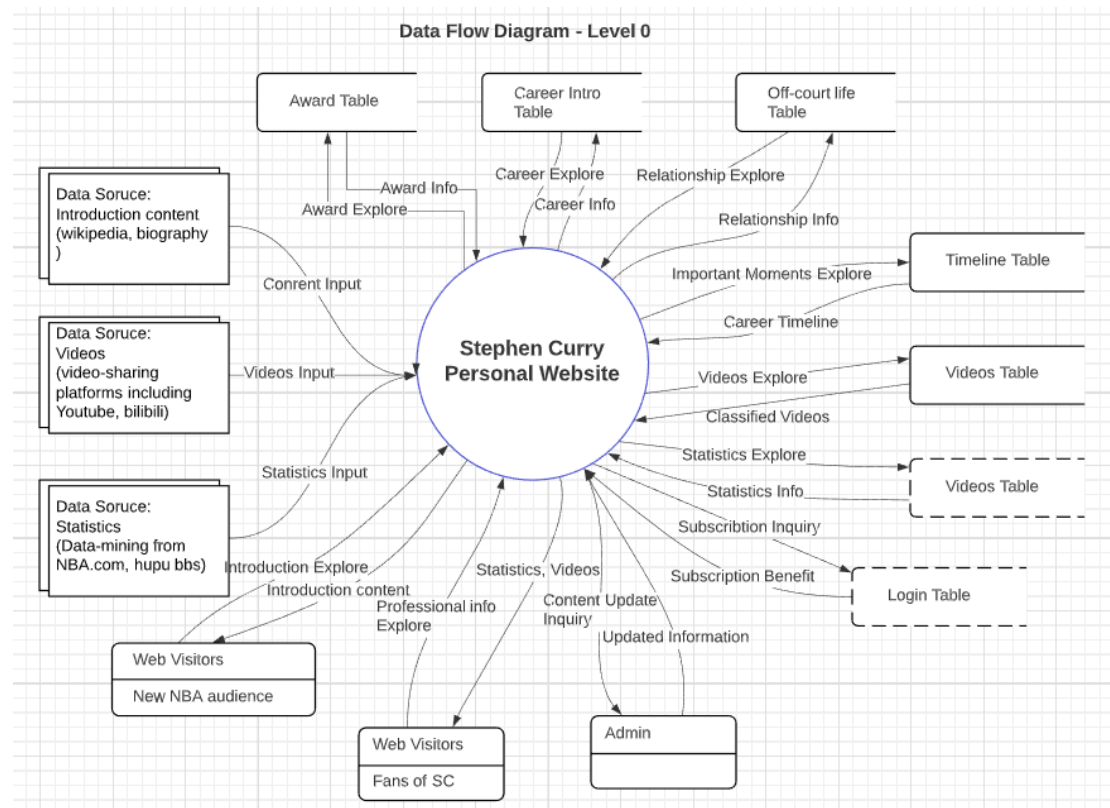 Data Flow Diagram - Level 0
Award Table
Career Intro
Table
Off-court life
Table
Data Soruce:
Introduction content
(wikipedia, biography
)
Award Info
Award Explore
Career Explore
Career Info
Relationship Explore
Relationship Info
Timeline Table
Important Moments Explore
Career Timeline
Conrent Input
Data Soruce:
Videos
(video-sharing
platforms including
Youtube, bilibili)
Videos Input
Stephen Curry
Personal Website
Videos Explore
Classified Videos
Videos Table
Statistics Explore
Statistics Info
Videos Table
Statistics Input
Data Soruce:
Statistics
(Data-mining from
NBA.com, hupu bbs)
Subscribtion Inquiry
Subscription Benefit
Login Table
Introduction Explore
Introduction content
Professional info
Explore
Statistics, Videos
Content Update
Inquiry
Updated Information
Web Visitors
New NBA audience
Web Visitors
Fans of SC
Admin